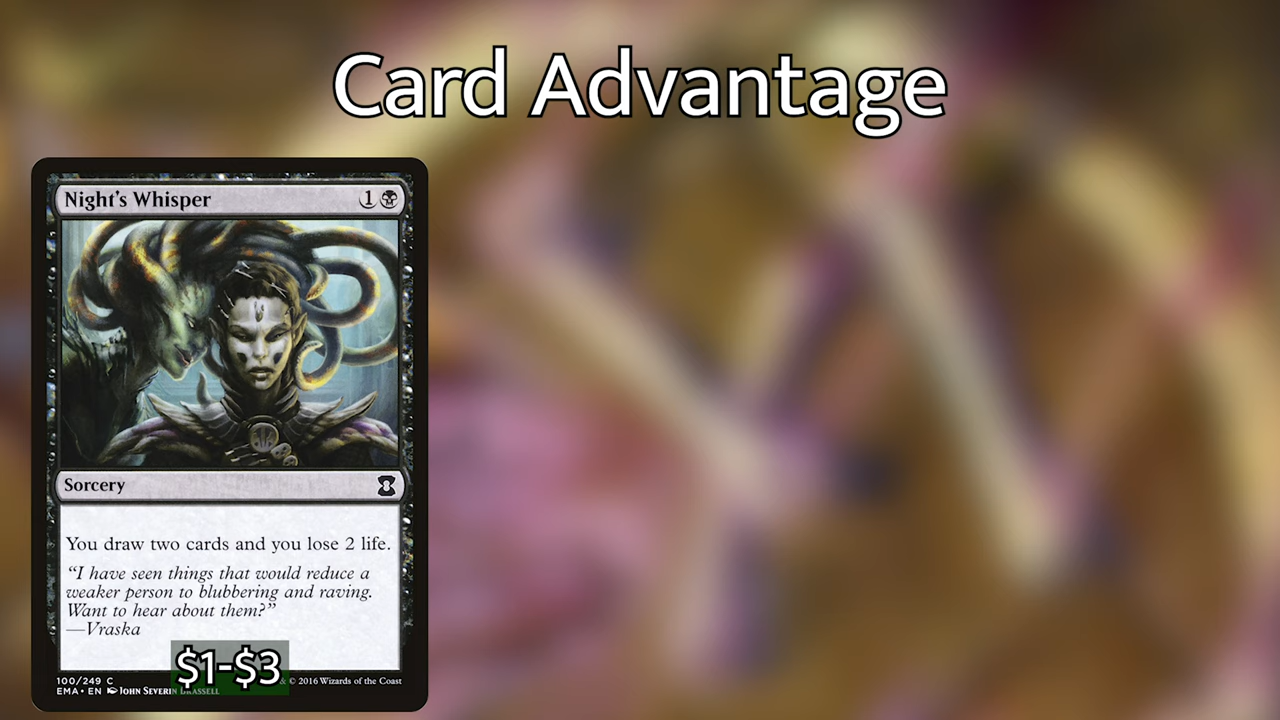 Card Advantage
Night's Whisper 1
Sorcery
You draw two cards and you lose 2 life.
“I have seen things that would reduce a
weaker person to blubbering and raving.
Want to hear about them?”
—Vraska
$1-$3
100/249 C
& © 2016 Wizards of the Coast
EMA • EN John Severin Brassell